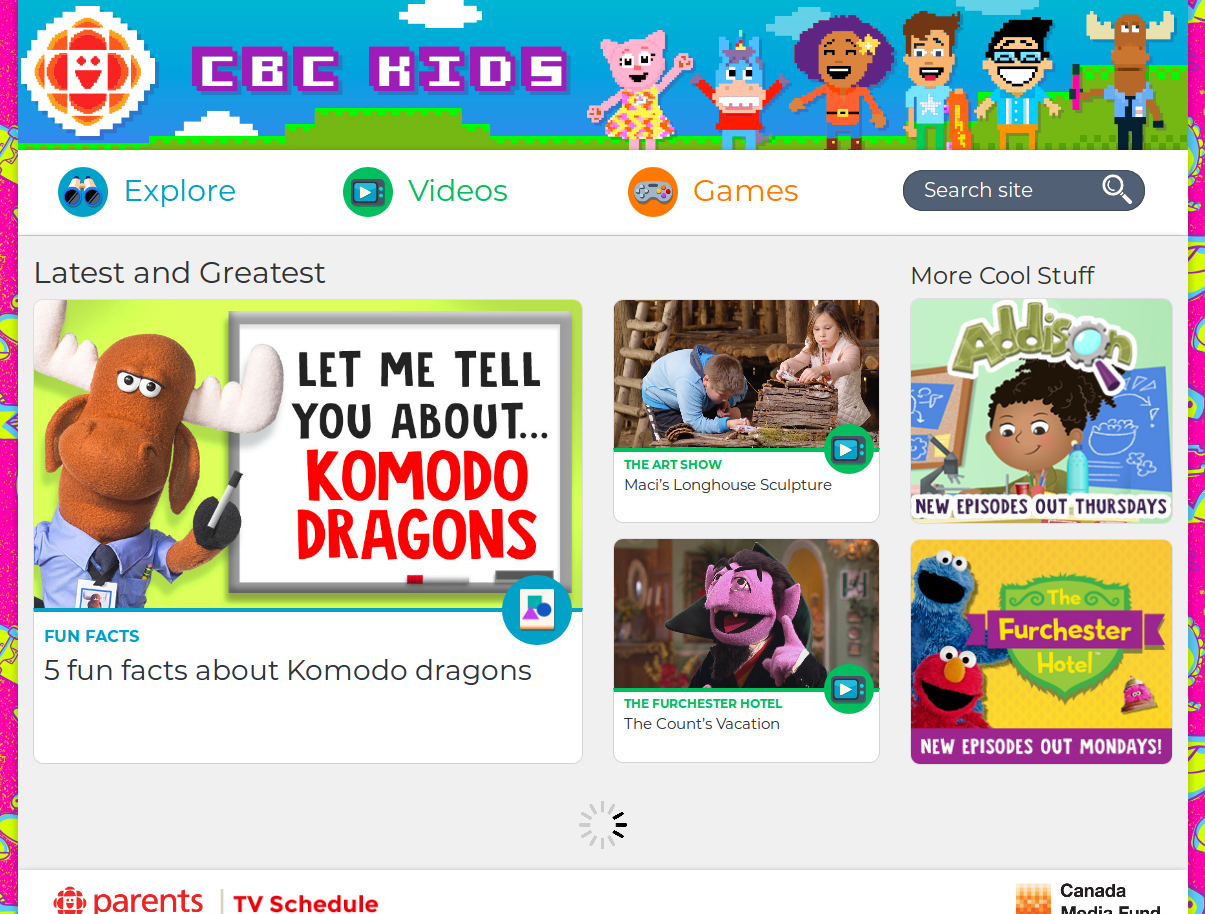 CBC KIDS
Explore
Videos
Games
Search site
Latest and Greatest
LET ME TELL
YOU ABOUT...
KOMODO
DRAGONS
FUN FACTS
5 fun facts about Komodo dragons
THE ART SHOW
Maci's Longhouse Sculpture
THE FURCHESTER HOTEL
The Count's Vacation
More Cool Stuff
Addison
NEW EPISODES OUT THURSDAYS
The
Furchester
Hotel™
NEW EPISODES OUT MONDAYS!
parents
TV Schedule
Canada
Media Fund